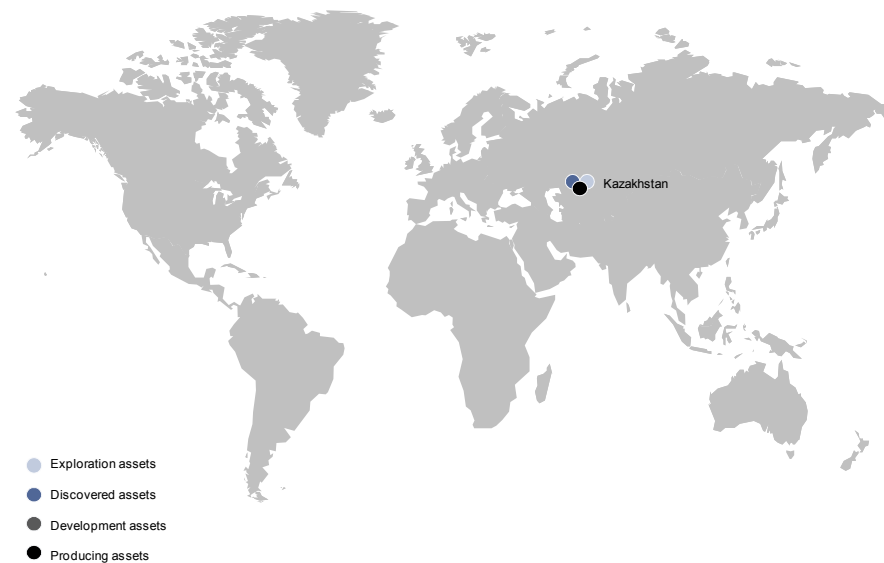 Kazakhstan
Exploration assets
Discovered assets
Development assets
Producing assets